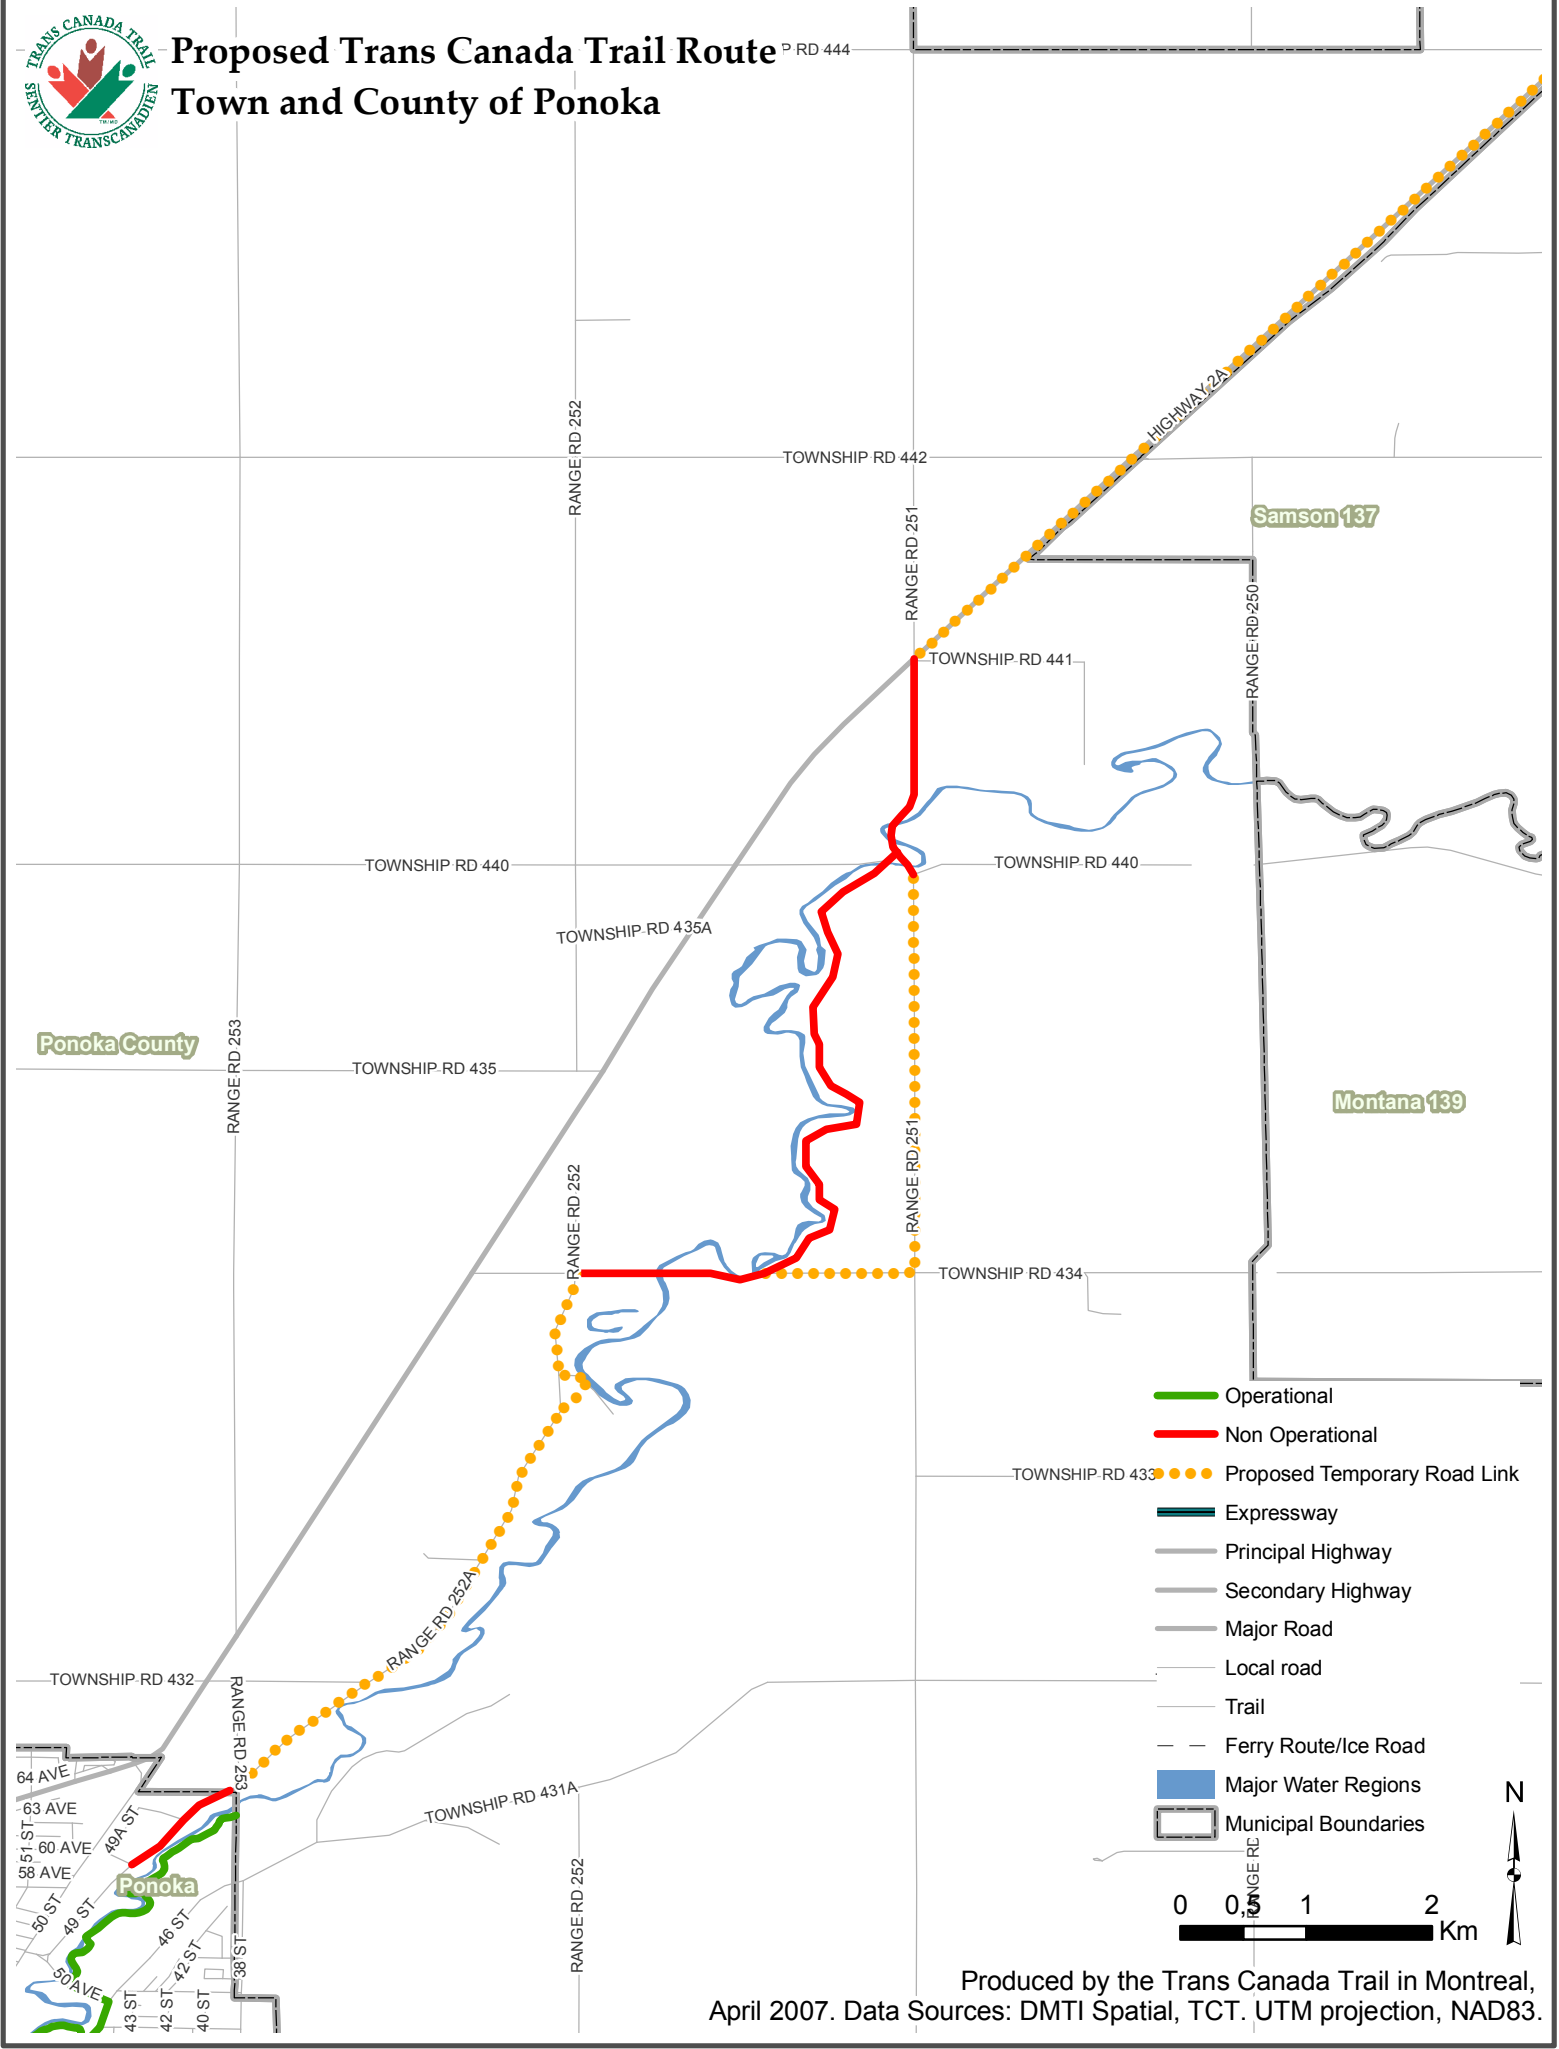 TRANS CANADA TRAIL
SENTIER TRANSCANADIEN
TM/MD
Proposed Trans Canada Trail Route
Town and County of Ponoka
P RD 444
HIGHWAY 2A
RANGE RD 252
TOWNSHIP RD 442
RANGE RD 251
Samson 137
RANGE RD 250
TOWNSHIP RD 441
TOWNSHIP RD 440
TOWNSHIP RD 440
TOWNSHIP RD 435A
Ponoka County
RANGE RD 253
TOWNSHIP RD 435
Montana 139
RANGE RD 251
RANGE RD 252
TOWNSHIP RD 434
TOWNSHIP RD 433
RANGE RD 252A
TOWNSHIP RD 432
RANGE RD 253
TOWNSHIP RD 431A
RANGE RD 252
RANGE RD
64 AVE
63 AVE
51 ST
49A ST
60 AVE
58 AVE
Ponoka
50 ST
49 ST
46 ST
42 ST
38 ST
50 AVE
43 ST
42 ST
40 ST
Operational
Non Operational
Proposed Temporary Road Link
Expressway
Principal Highway
Secondary Highway
Major Road
Local road
Trail
Ferry Route/Ice Road
Major Water Regions
Municipal Boundaries
N
0 0,5 1 2
Km
Produced by the Trans Canada Trail in Montreal,
April 2007. Data Sources: DMTI Spatial, TCT. UTM projection, NAD83.